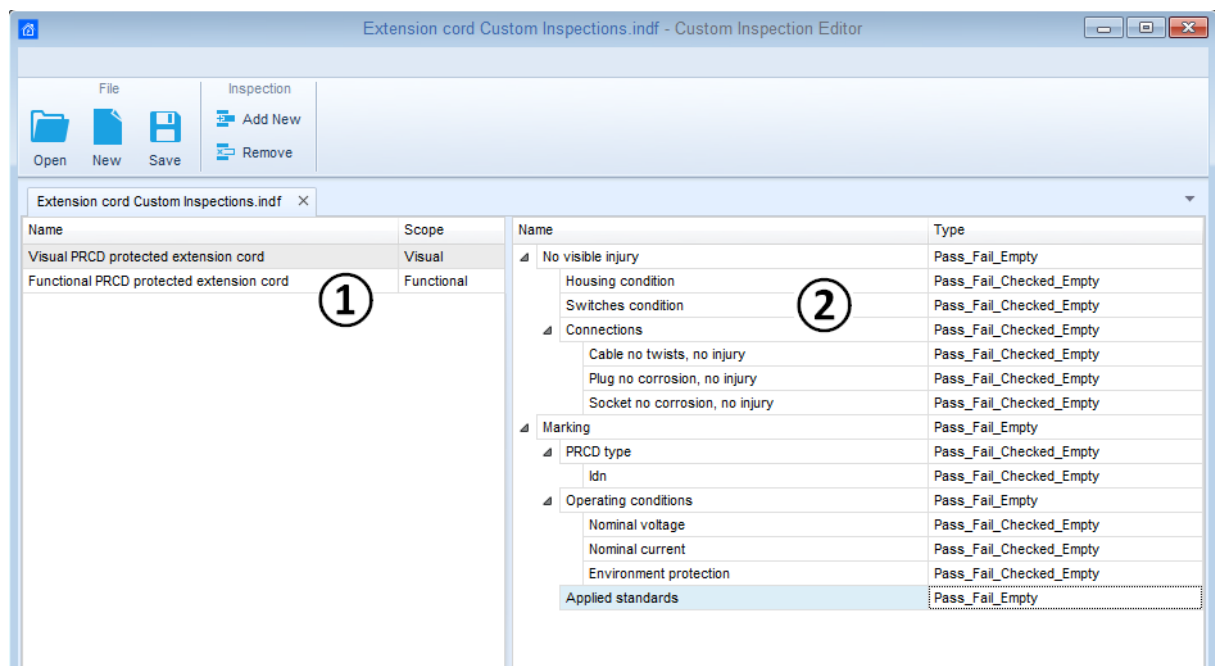 Extension cord Custom Inspections.indf - Custom Inspection Editor
File Inspection
Add New
Open New Save Remove
Extension cord Custom Inspections.indf
Name Scope Name Type
Visual PRCD protected extension cord Visual No visible injury Pass_Fail_Empty
Functional PRCD protected extension cord Functional Housing condition Pass_Fail_Checked_Empty
1 Switches condition 2 Pass_Fail_Checked_Empty
Connections Pass_Fail_Checked_Empty
Cable no twists, no injury Pass_Fail_Checked_Empty
Plug no corrosion, no injury Pass_Fail_Checked_Empty
Socket no corrosion, no injury Pass_Fail_Checked_Empty
Marking Pass_Fail_Empty
PRCD type Pass_Fail_Checked_Empty
Idn Pass_Fail_Checked_Empty
Operating conditions Pass_Fail_Empty
Nominal voltage Pass_Fail_Checked_Empty
Nominal current Pass_Fail_Checked_Empty
Environment protection Pass_Fail_Checked_Empty
Applied standards Pass_Fail_Empty